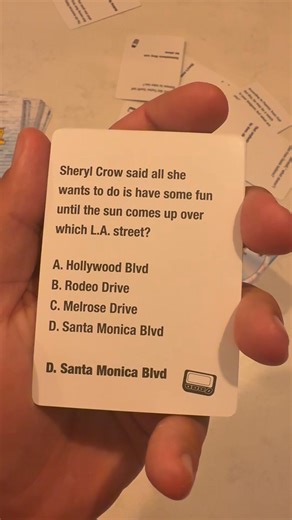 Sheryl Crow said all she
wants to do is have some fun
until the sun comes up over
which L.A. street?
A. Hollywood Blvd
B. Rodeo Drive
C. Melrose Drive
D. Santa Monica Blvd
D. Santa Monica Blvd